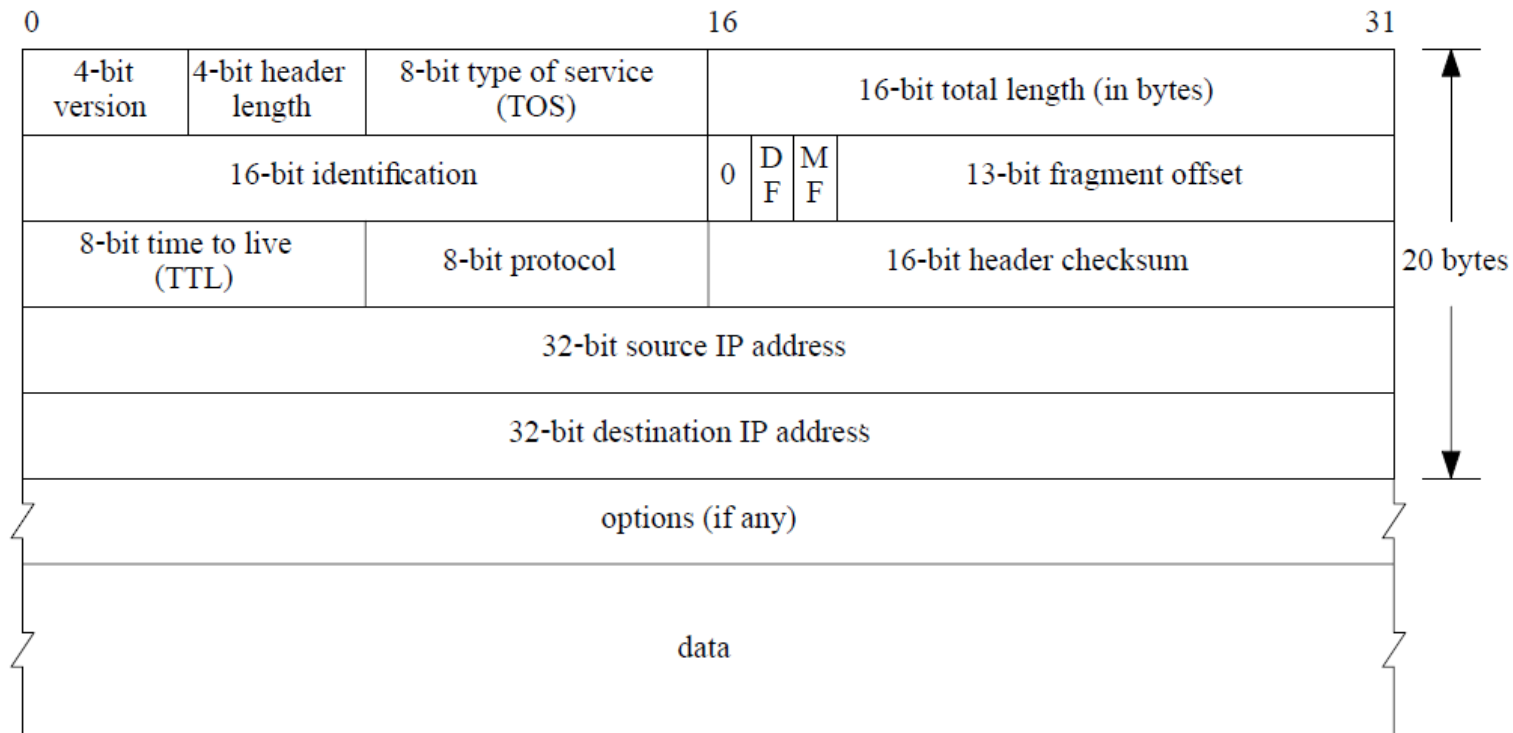 0 16 31
4-bit
version
4-bit header
length
8-bit type of service
(TOS)
16-bit total length (in bytes)
16-bit identification
0
D
F
M
F
13-bit fragment offset
8-bit time to live
(TTL)
8-bit protocol
16-bit header checksum
20 bytes
32-bit source IP address
32-bit destination IP address
options (if any)
data